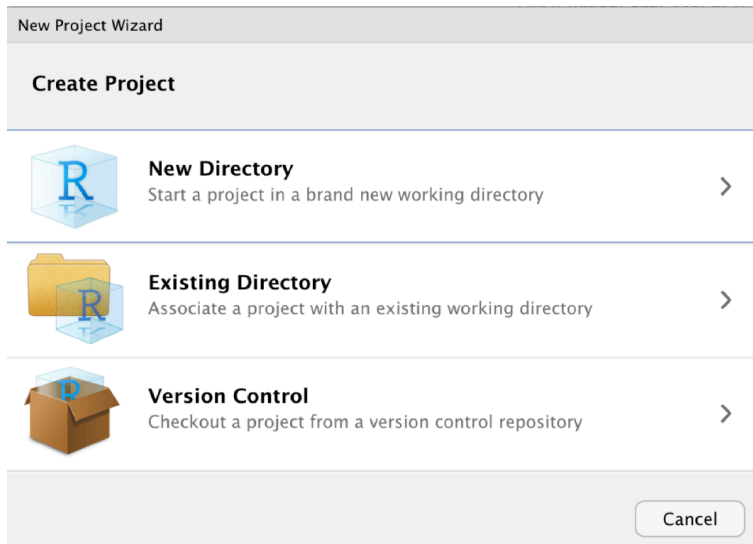 New Project Wizard
Create Project
R
New Directory
Start a project in a brand new working directory
R
Existing Directory
Associate a project with an existing working directory
R
Version Control
Checkout a project from a version control repository
Cancel